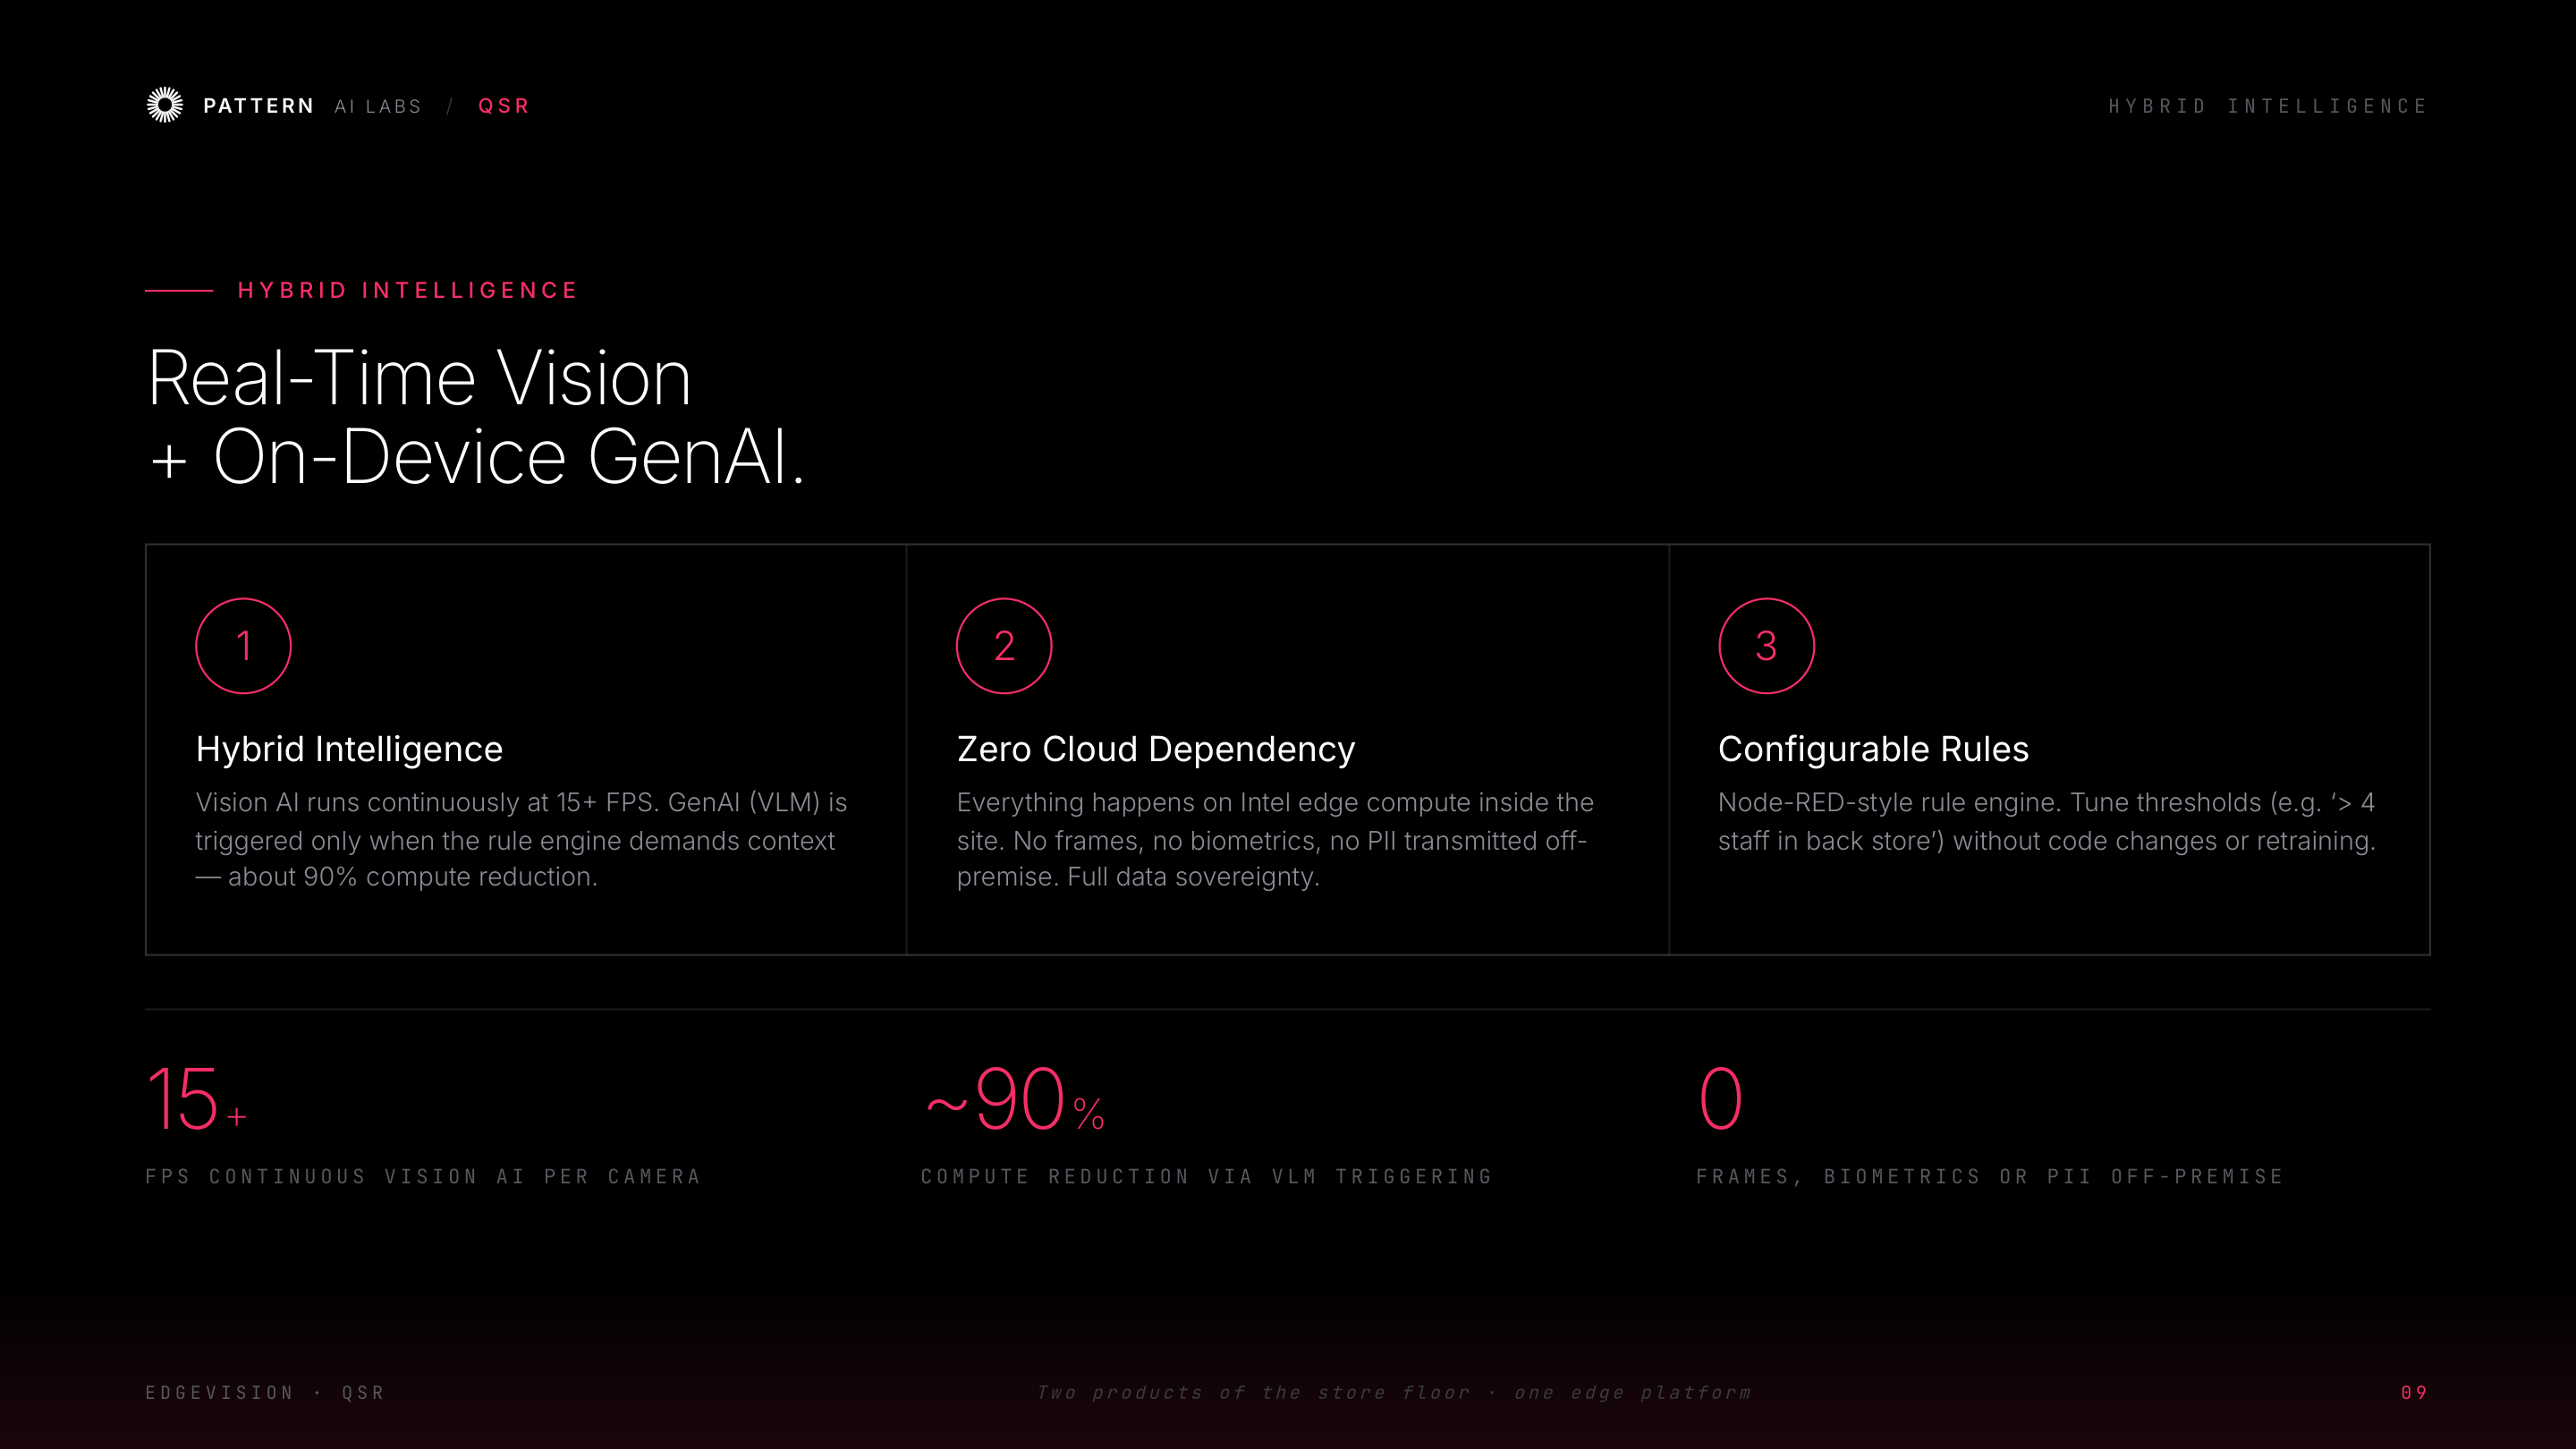 PATTERN AI LABS / QSR
HYBRID INTELLIGENCE
HYBRID INTELLIGENCE
Real-Time Vision
+ On-Device GenAI.
1
Hybrid Intelligence
Vision AI runs continuously at 15+ FPS. GenAI (VLM) is
triggered only when the rule engine demands context
— about 90% compute reduction.
2
Zero Cloud Dependency
Everything happens on Intel edge compute inside the
site. No frames, no biometrics, no PII transmitted off-
premise. Full data sovereignty.
3
Configurable Rules
Node-RED-style rule engine. Tune thresholds (e.g. ‘> 4
staff in back store’) without code changes or retraining.
15+
FPS CONTINUOUS VISION AI PER CAMERA
~90%
COMPUTE REDUCTION VIA VLM TRIGGERING
0
FRAMES, BIOMETRICS OR PII OFF-PREMISE
EDGEVISION · QSR
Two products of the store floor · one edge platform
09